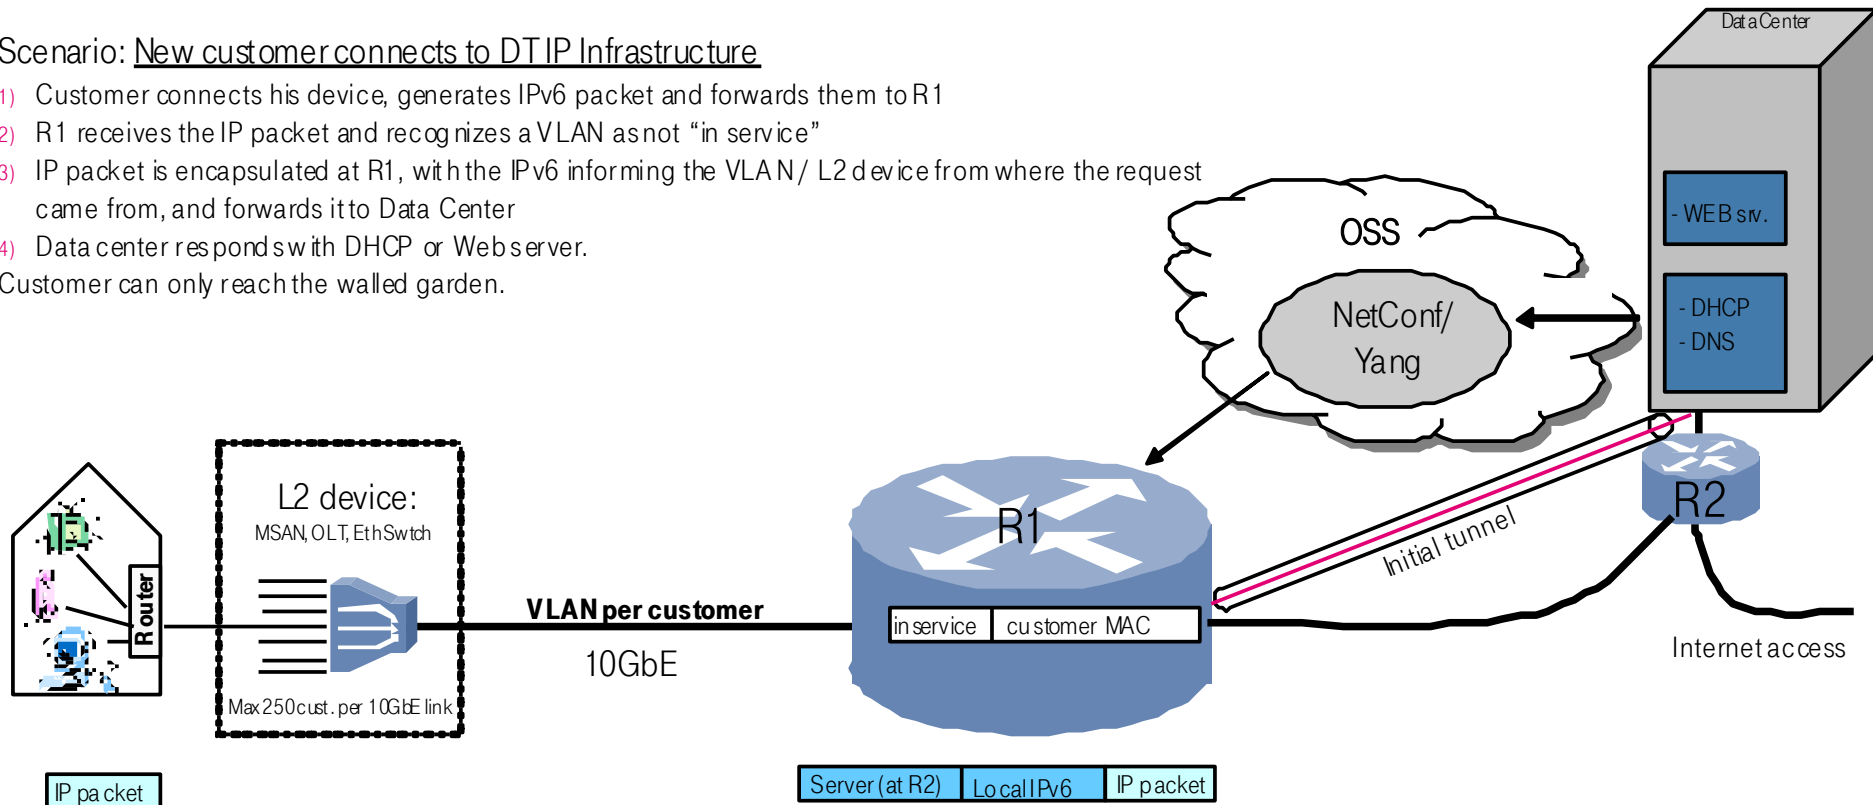 Scenario: New customer connects to DT IP Infrastructure
1) Customer connects his device, generates IPv6 packet and forwards them to R1
2) R1 receives the IP packet and recognizes a VLAN as not “in service”
3) IP packet is encapsulated at R1, with the IPv6 informing the VLAN / L2 device from where the request
came from, and forwards it to Data Center
4) Data center responds with DHCP or Web server.
Customer can only reach the walled garden.
Data Center
- WEB srv.
- DHCP
- DNS
OSS
NetConf/
Yang
L2 device:
MSAN, OLT, Eth Swtch
Max 250 cust. per 10GbE link
Router
VLAN per customer
10GbE
R1
in service
customer MAC
Initial tunnel
R2
Internet access
IP packet
Server (at R2)
Local IPv6
IP packet